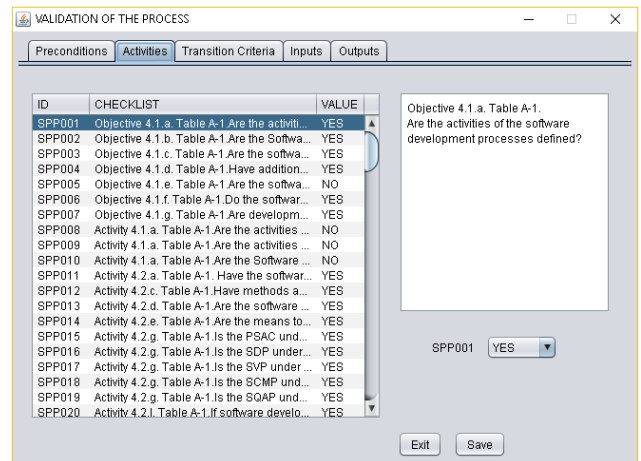 VALIDATION OF THE PROCESS
Preconditions Activities Transition Criteria Inputs Outputs
ID CHECKLIST VALUE
SPP001 Objective 4.1.a. Table A-1.Are the activiti... YES
SPP002 Objective 4.1.b. Table A-1.Are the Softwa... YES
SPP003 Objective 4.1.c. Table A-1.Are the softwa... YES
SPP004 Objective 4.1.d. Table A-1.Have addition... YES
SPP005 Objective 4.1.e. Table A-1.Are the softwa... NO
SPP006 Objective 4.1.f. Table A-1.Do the softwar... YES
SPP007 Objective 4.1.g. Table A-1.Are developm... YES
SPP008 Activity 4.1.a. Table A-1.Are the activities ... NO
SPP009 Activity 4.1.a. Table A-1.Are the activities ... NO
SPP010 Activity 4.1.a. Table A-1.Are the Software ... NO
SPP011 Activity 4.2.a. Table A-1. Have the softwar... YES
SPP012 Activity 4.2.c. Table A-1.Have methods a... YES
SPP013 Activity 4.2.d. Table A-1.Are the software ... YES
SPP014 Activity 4.2.e. Table A-1.Are the means to... YES
SPP015 Activity 4.2.g. Table A-1.Is the PSAC und... YES
SPP016 Activity 4.2.g. Table A-1.Is the SDP under... YES
SPP017 Activity 4.2.g. Table A-1.Is the SVP under ... YES
SPP018 Activity 4.2.g. Table A-1.Is the SCMP und... YES
SPP019 Activity 4.2.g. Table A-1.Is the SQAP und... YES
SPP020 Activity 4.2.l. Table A-1.If software develo... YES
Objective 4.1.a. Table A-1.
Are the activities of the software
development processes defined?
SPP001 YES
Exit Save